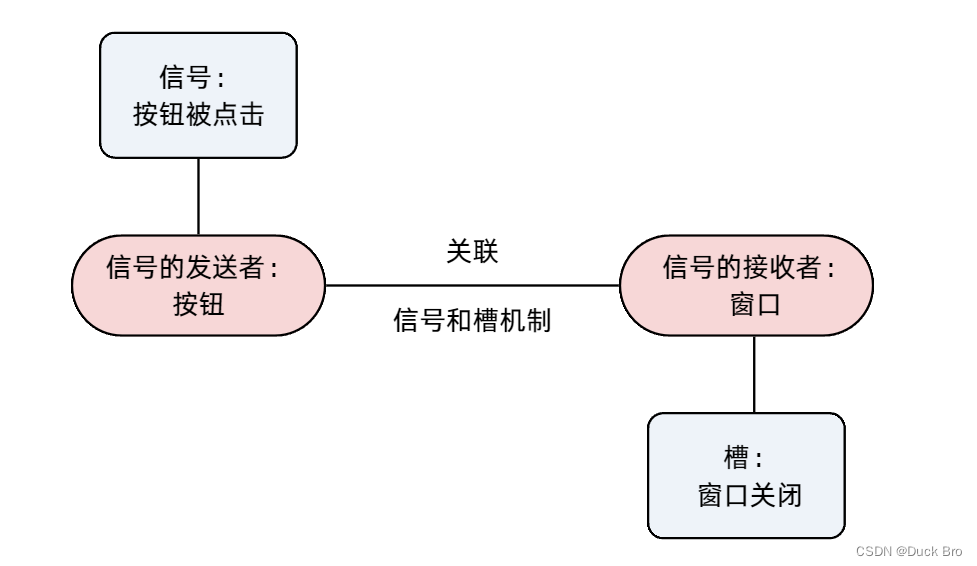 信号:
按钮被点击
信号的发送者:
按钮
关联
信号和槽机制
信号的接收者:
窗口
槽:
窗口关闭
CSDN @Duck Bro